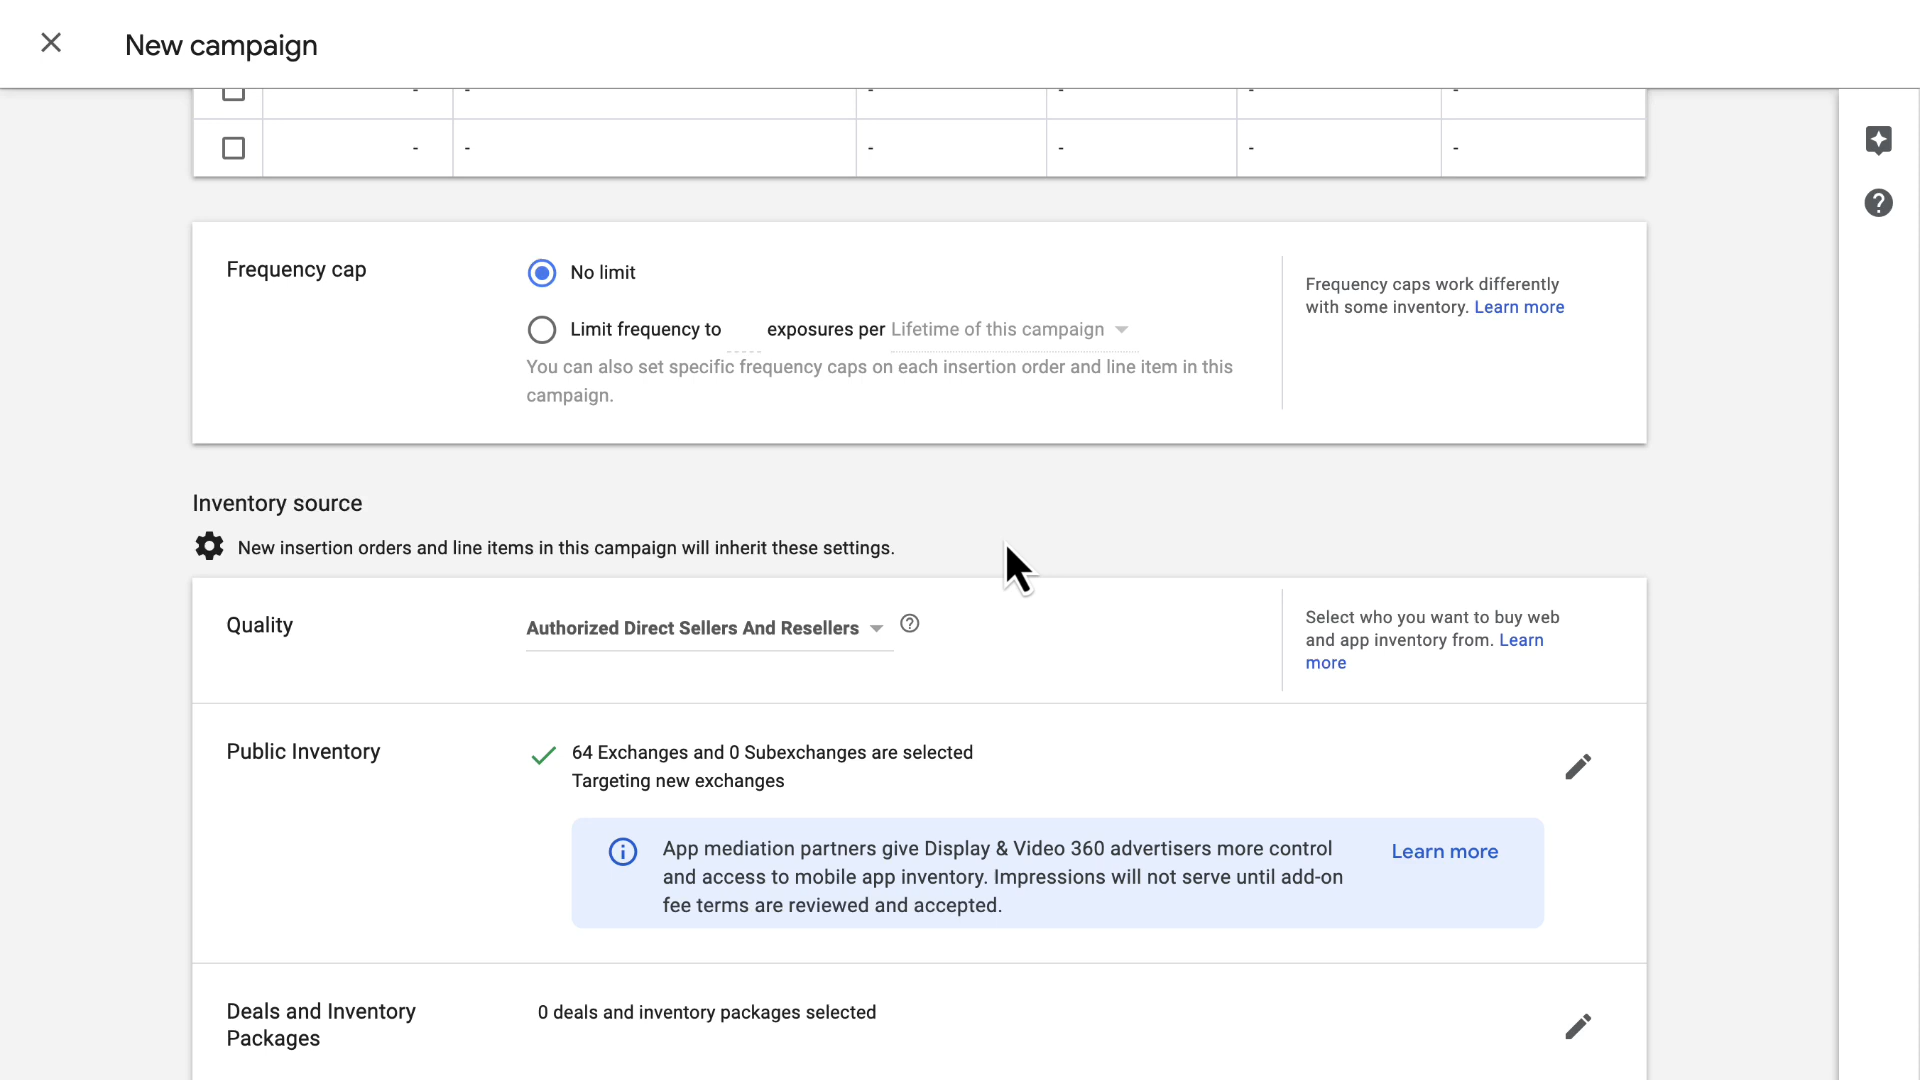 New campaign
- - - - - -
- - - - - -
Frequency cap
No limit
Limit frequency to exposures per Lifetime of this campaign
You can also set specific frequency caps on each insertion order and line item in this
campaign.
Frequency caps work differently
with some inventory. Learn more
Inventory source
New insertion orders and line items in this campaign will inherit these settings.
Quality
Authorized Direct Sellers And Resellers
Select who you want to buy web
and app inventory from. Learn
more
Public Inventory
64 Exchanges and 0 Subexchanges are selected
Targeting new exchanges
App mediation partners give Display & Video 360 advertisers more control
and access to mobile app inventory. Impressions will not serve until add-on
fee terms are reviewed and accepted.
Learn more
Deals and Inventory
Packages
0 deals and inventory packages selected